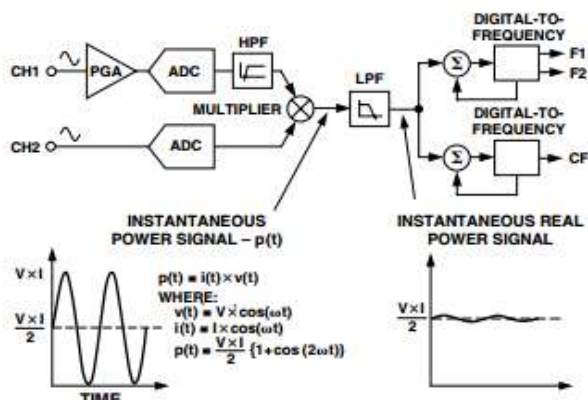 DIGITAL-TO-
FREQUENCY
HPF
CH1
PGA
ADC
LPF
Σ
F1
F2
MULTIPLIER
DIGITAL-TO-
FREQUENCY
CH2
ADC
Σ
CF
INSTANTANEOUS
POWER SIGNAL – p(t)
INSTANTANEOUS REAL
POWER SIGNAL
V×I
p(t) = i(t)×v(t)
WHERE:
v(t) = V×cos(ωt)
i(t) = I×cos(ωt)
p(t) = V×I/2 {1+cos (2ωt)}
V×I
2
V×I
2
TIME